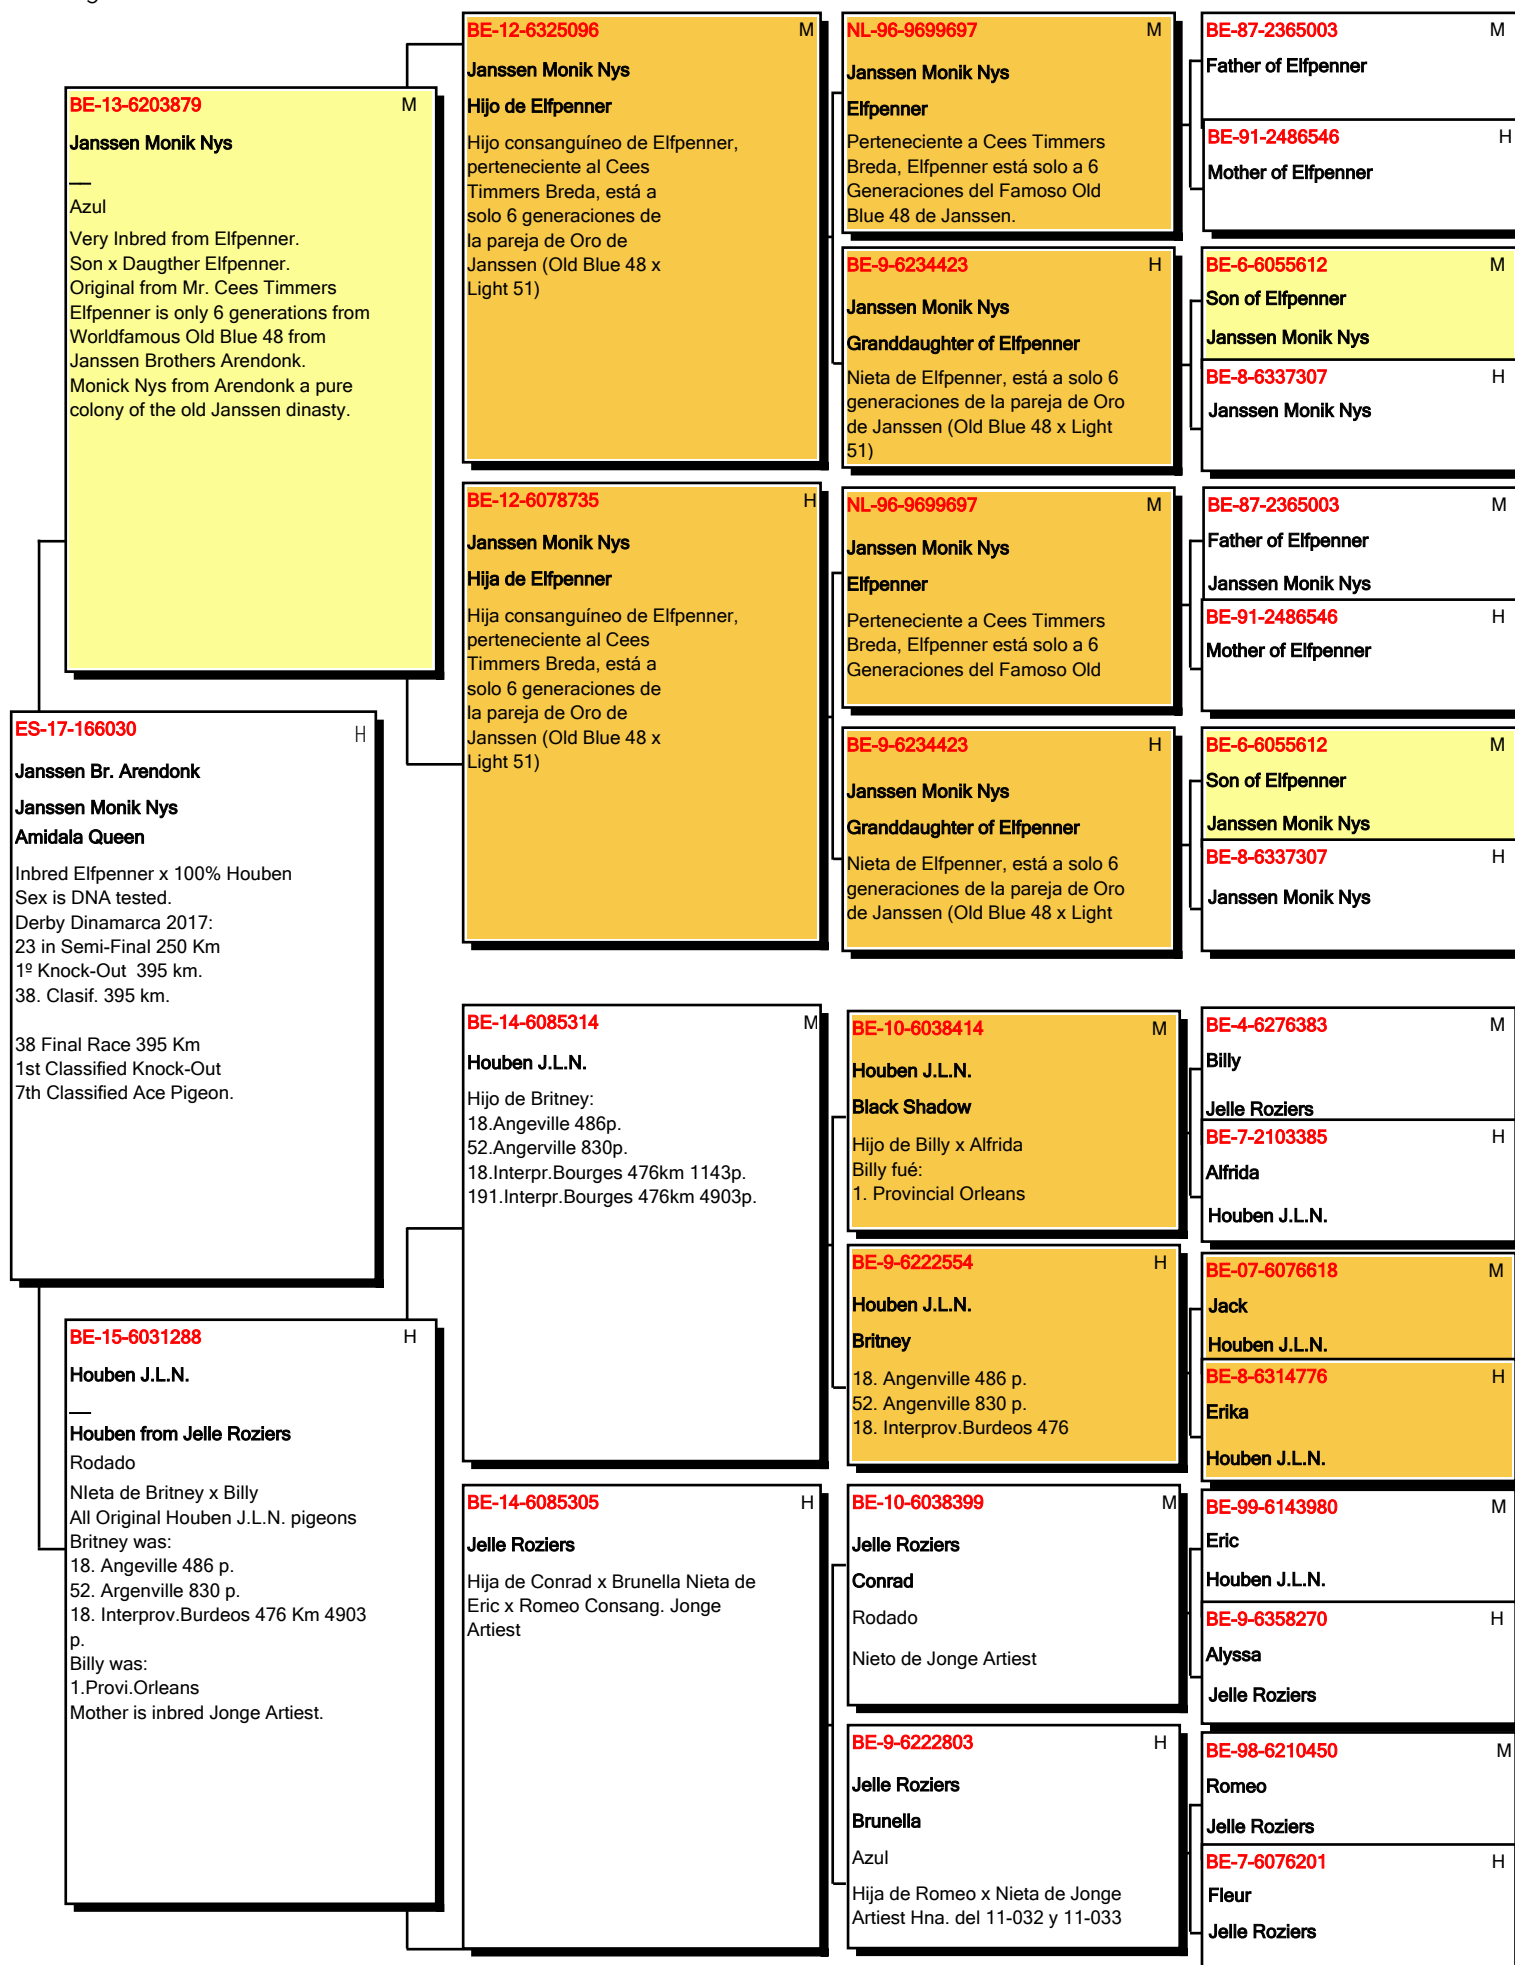 ES-17-166030 H
Janssen Br. Arendonk
Janssen Monik Nys
Amidala Queen
Inbred Elfpenner x 100% Houben
Sex is DNA tested.
Derby Dinamarca 2017:
23 in Semi-Final 250 Km
1º Knock-Out 395 km.
38. Clasif. 395 km.
38 Final Race 395 Km
1st Classified Knock-Out
7th Classified Ace Pigeon.
BE-13-6203879 M
Janssen Monik Nys
__
Azul
Very Inbred from Elfpenner.
Son x Daugther Elfpenner.
Original from Mr. Cees Timmers
Elfpenner is only 6 generations from
Worldfamous Old Blue 48 from
Janssen Brothers Arendonk.
Monick Nys from Arendonk a pure
colony of the old Janssen dinasty.
BE-15-6031288 H
Houben J.L.N.
__
Houben from Jelle Roziers
Rodado
NIeta de Britney x Billy
All Original Houben J.L.N. pigeons
Britney was:
18. Angeville 486 p.
52. Argenville 830 p.
18. Interprov.Burdeos 476 Km 4903
p.
Billy was:
1.Provi.Orleans
Mother is inbred Jonge Artiest.
BE-12-6325096 M
Janssen Monik Nys
Hijo de Elfpenner
Hijo consanguíneo de Elfpenner,
perteneciente al Cees
Timmers Breda, está a
solo 6 generaciones de
la pareja de Oro de
Janssen (Old Blue 48 x
Light 51)
BE-12-6078735 H
Janssen Monik Nys
Hija de Elfpenner
Hija consanguíneo de Elfpenner,
perteneciente al Cees
Timmers Breda, está a
solo 6 generaciones de
la pareja de Oro de
Janssen (Old Blue 48 x
Light 51)
BE-14-6085314 M
Houben J.L.N.
Hijo de Britney:
18.Angeville 486p.
52.Angerville 830p.
18.Interpr.Bourges 476km 1143p.
191.Interpr.Bourges 476km 4903p.
BE-14-6085305 H
Jelle Roziers
Hija de Conrad x Brunella Nieta de
Eric x Romeo Consang. Jonge
Artiest
NL-96-9699697 M
Janssen Monik Nys
Elfpenner
Perteneciente a Cees Timmers
Breda, Elfpenner está solo a 6
Generaciones del Famoso Old
Blue 48 de Janssen.
BE-9-6234423 H
Janssen Monik Nys
Granddaughter of Elfpenner
Nieta de Elfpenner, está a solo 6
generaciones de la pareja de Oro
de Janssen (Old Blue 48 x Light
51)
NL-96-9699697 M
Janssen Monik Nys
Elfpenner
Perteneciente a Cees Timmers
Breda, Elfpenner está solo a 6
Generaciones del Famoso Old
BE-9-6234423 H
Janssen Monik Nys
Granddaughter of Elfpenner
Nieta de Elfpenner, está a solo 6
generaciones de la pareja de Oro
de Janssen (Old Blue 48 x Light
BE-10-6038414 M
Houben J.L.N.
Black Shadow
Hijo de Billy x Alfrida
Billy fué:
1. Provincial Orleans
BE-9-6222554 H
Houben J.L.N.
Britney
18. Angenville 486 p.
52. Angenville 830 p.
18. Interprov.Burdeos 476
BE-10-6038399 M
Jelle Roziers
Conrad
Rodado
Nieto de Jonge Artiest
BE-9-6222803 H
Jelle Roziers
Brunella
Azul
Hija de Romeo x Nieta de Jonge
Artiest Hna. del 11-032 y 11-033
BE-87-2365003 M
Father of Elfpenner
BE-91-2486546 H
Mother of Elfpenner
BE-6-6055612 M
Son of Elfpenner
Janssen Monik Nys
BE-8-6337307 H
Janssen Monik Nys
BE-87-2365003 M
Father of Elfpenner
Janssen Monik Nys
BE-91-2486546 H
Mother of Elfpenner
BE-6-6055612 M
Son of Elfpenner
Janssen Monik Nys
BE-8-6337307 H
Janssen Monik Nys
BE-4-6276383 M
Billy
Jelle Roziers
BE-7-2103385 H
Alfrida
Houben J.L.N.
BE-07-6076618 M
Jack
Houben J.L.N.
BE-8-6314776 H
Erika
Houben J.L.N.
BE-99-6143980 M
Eric
Houben J.L.N.
BE-9-6358270 H
Alyssa
Jelle Roziers
BE-98-6210450 M
Romeo
Jelle Roziers
BE-7-6076201 H
Fleur
Jelle Roziers